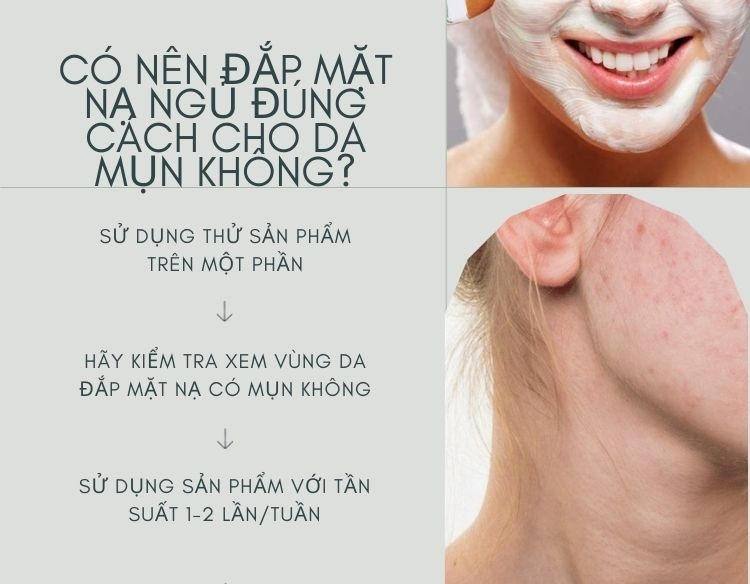 CÓ NÊN ĐẮP MẶT
NẠ NGỦ ĐÚNG
CÁCH CHO DA
MỤN KHÔNG?
SỬ DỤNG THỬ SẢN PHẨM
TRÊN MỘT PHẦN
HÃY KIỂM TRA XEM VÙNG DA
ĐẮP MẶT NẠ CÓ MỤN KHÔNG
SỬ DỤNG SẢN PHẨM VỚI TẦN
SUẤT 1-2 LẦN/TUẦN